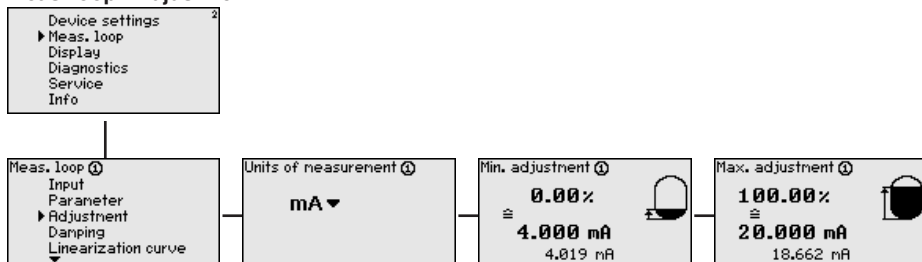 Device settings
2
Meas. loop
Display
Diagnostics
Service
Info
Meas. loop ①
Input
Parameter
Adjustment
Damping
Linearization curve
Units of measurement ①
mA
Min. adjustment ①
0.00%
≙
4.000 mA
4.019 mA
Max. adjustment ①
100.00%
≙
20.000 mA
18.662 mA